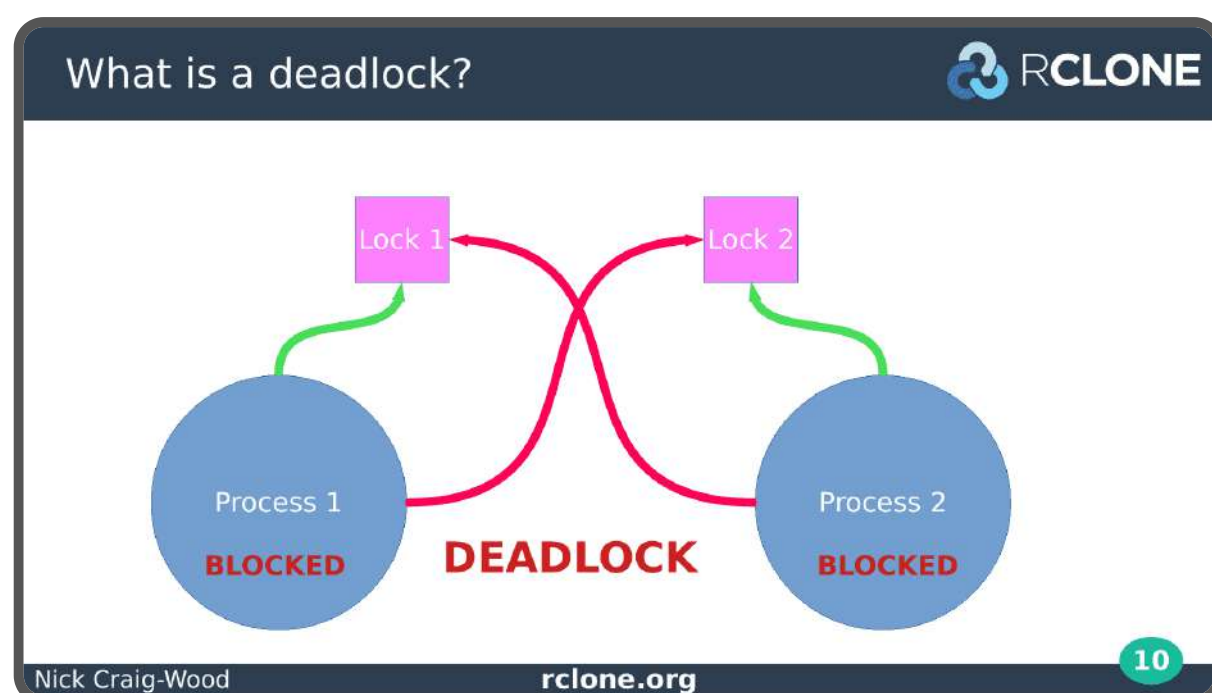 What is a deadlock?
RCLONE
Lock 1
Lock 2
Process 1
Process 2
BLOCKED
DEADLOCK
BLOCKED
10
Nick Craig-Wood
rclone.org